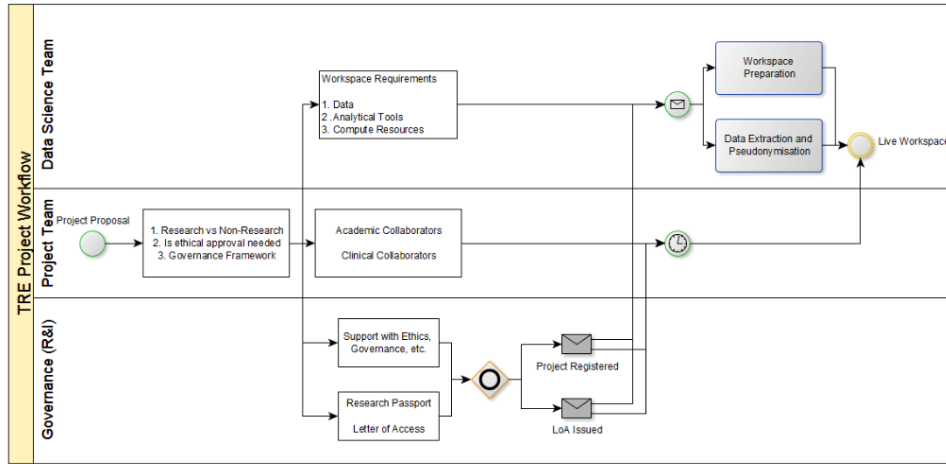 TRE Project Workflow
Data Science Team
Workspace Requirements
1. Data
2. Analytical Tools
3. Compute Resources
Workspace
Preparation
Data Extraction and
Pseudonymisation
Live Workspace
Project Team
Project Proposal
1. Research vs Non-Research
2. Is ethical approval needed
3. Governance Framework
Academic Collaborators
Clinical Collaborators
Governance (R&I)
Support with Ethics,
Governance, etc.
Research Passport
Letter of Access
Project Registered
LoA Issued